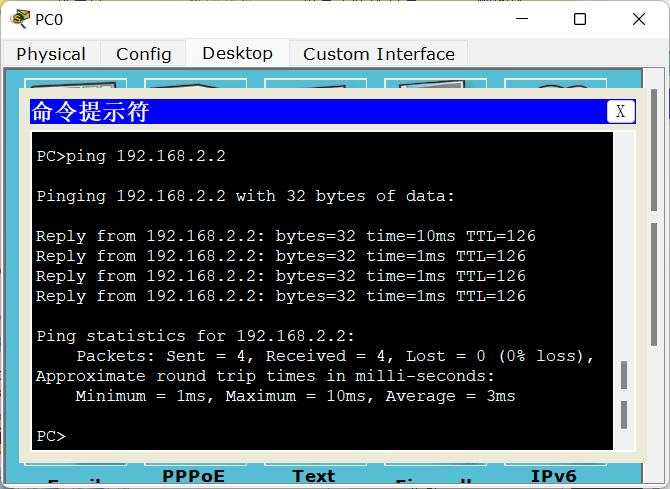 PC0
Physical Config Desktop Custom Interface
命令提示符 X
PC>ping 192.168.2.2
Pinging 192.168.2.2 with 32 bytes of data:
Reply from 192.168.2.2: bytes=32 time=10ms TTL=126
Reply from 192.168.2.2: bytes=32 time=1ms TTL=126
Reply from 192.168.2.2: bytes=32 time=1ms TTL=126
Reply from 192.168.2.2: bytes=32 time=1ms TTL=126
Ping statistics for 192.168.2.2:
    Packets: Sent = 4, Received = 4, Lost = 0 (0% loss),
Approximate round trip times in milli-seconds:
    Minimum = 1ms, Maximum = 10ms, Average = 3ms
PC>
PPPoE Text IPv6